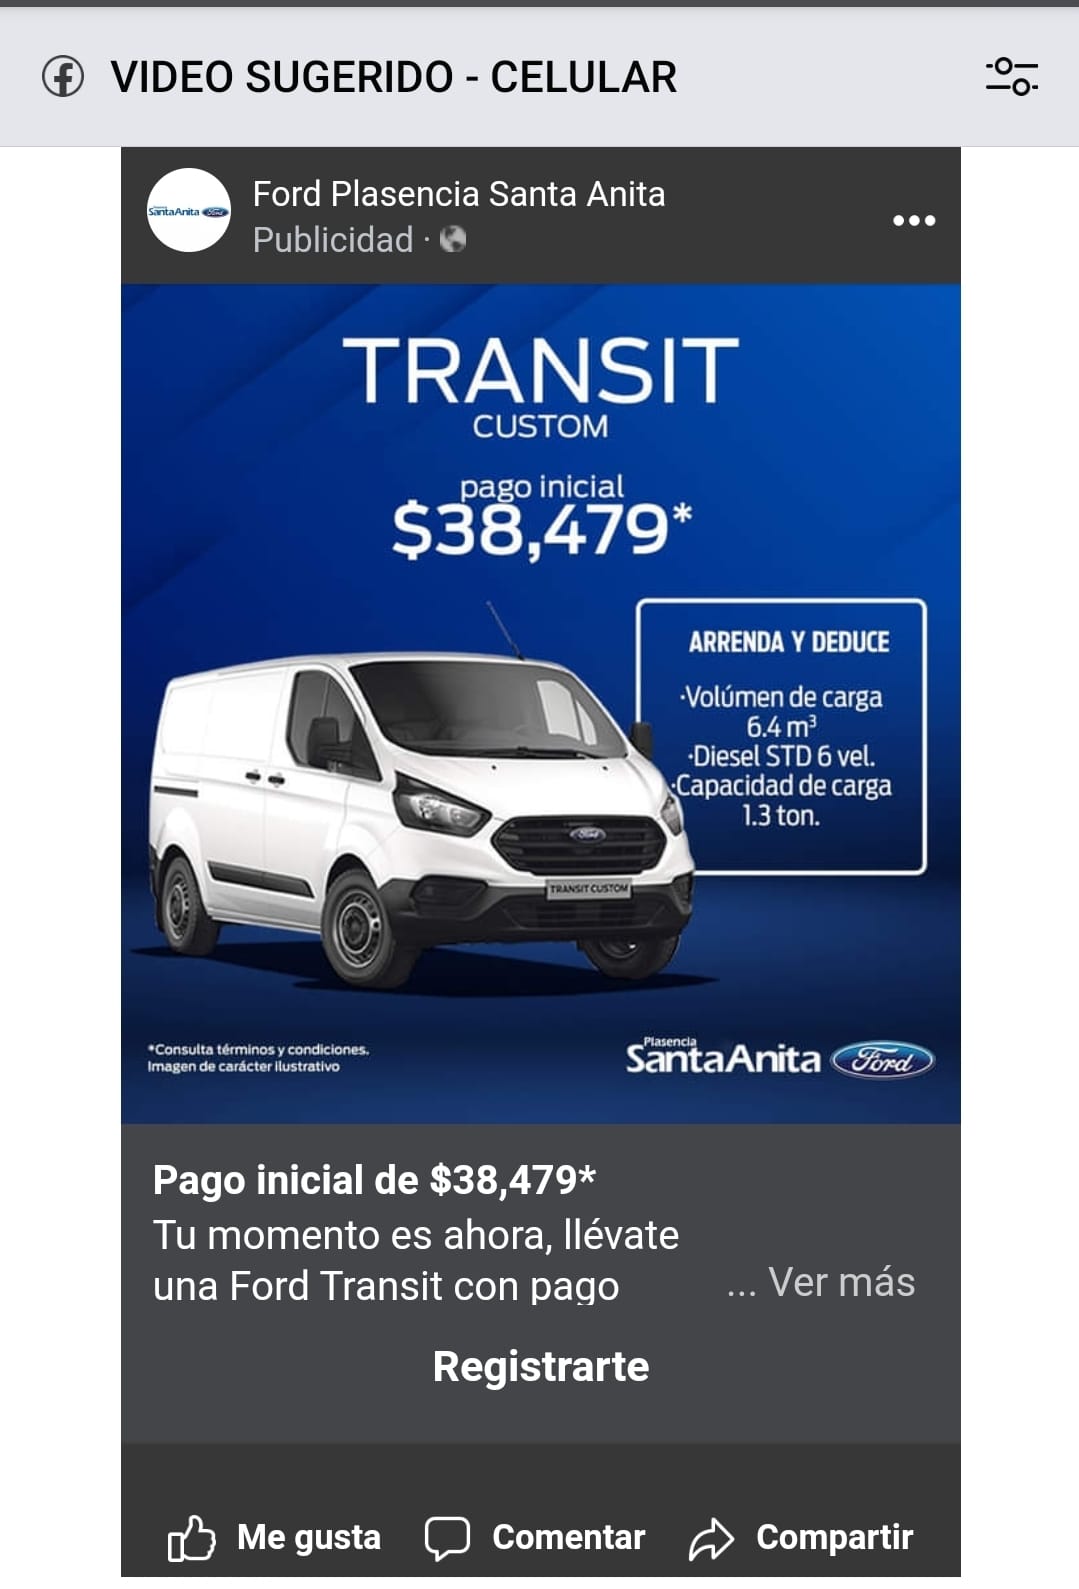 VIDEO SUGERIDO - CELULAR
SantaAnita Ford
Ford Plasencia Santa Anita
Publicidad ·
TRANSIT
CUSTOM
pago inicial
$38,479*
ARRENDA Y DEDUCE
·Volúmen de carga
6.4 m³
·Diesel STD 6 vel.
·Capacidad de carga
1.3 ton.
Ford
TRANSIT CUSTOM
*Consulta términos y condiciones.
Imagen de carácter ilustrativo
Plasencia
SantaAnita Ford
Pago inicial de $38,479*
Tu momento es ahora, llévate
una Ford Transit con pago ... Ver más
Registrarte
Me gusta Comentar Compartir